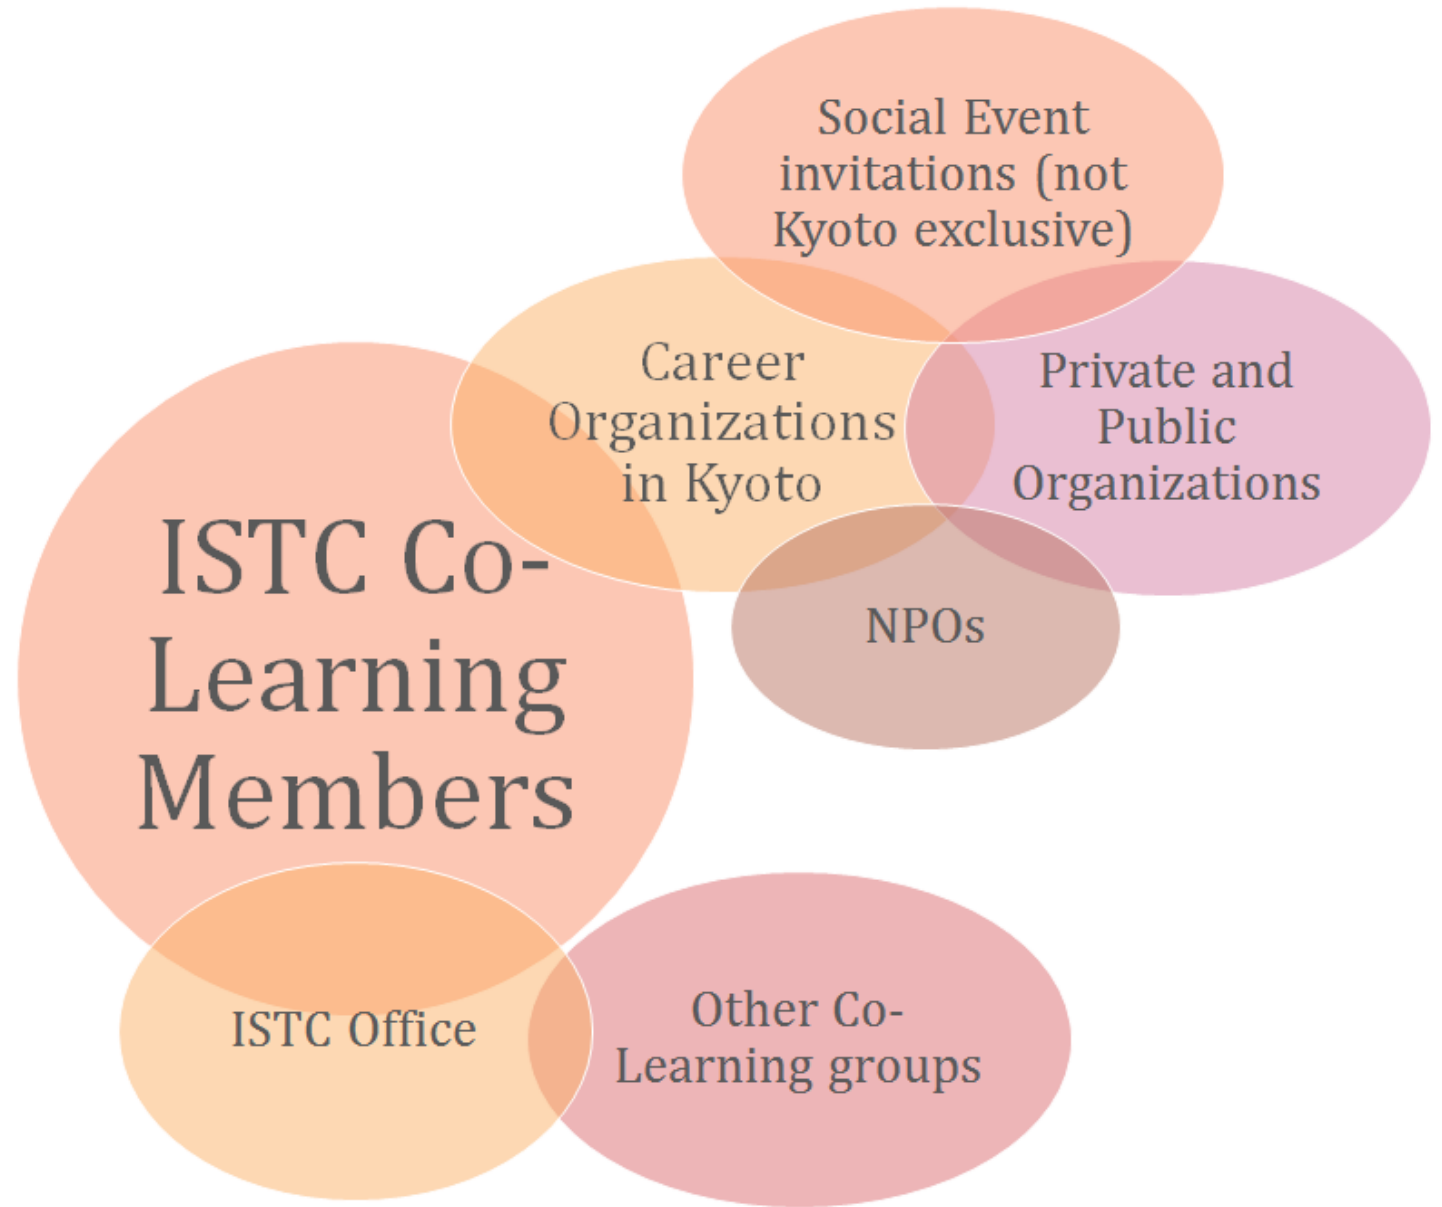 Social Event
invitations (not
Kyoto exclusive)
Career
Organizations
in Kyoto
Private and
Public
Organizations
ISTC Co-
Learning
Members
NPOs
ISTC Office
Other Co-
Learning groups